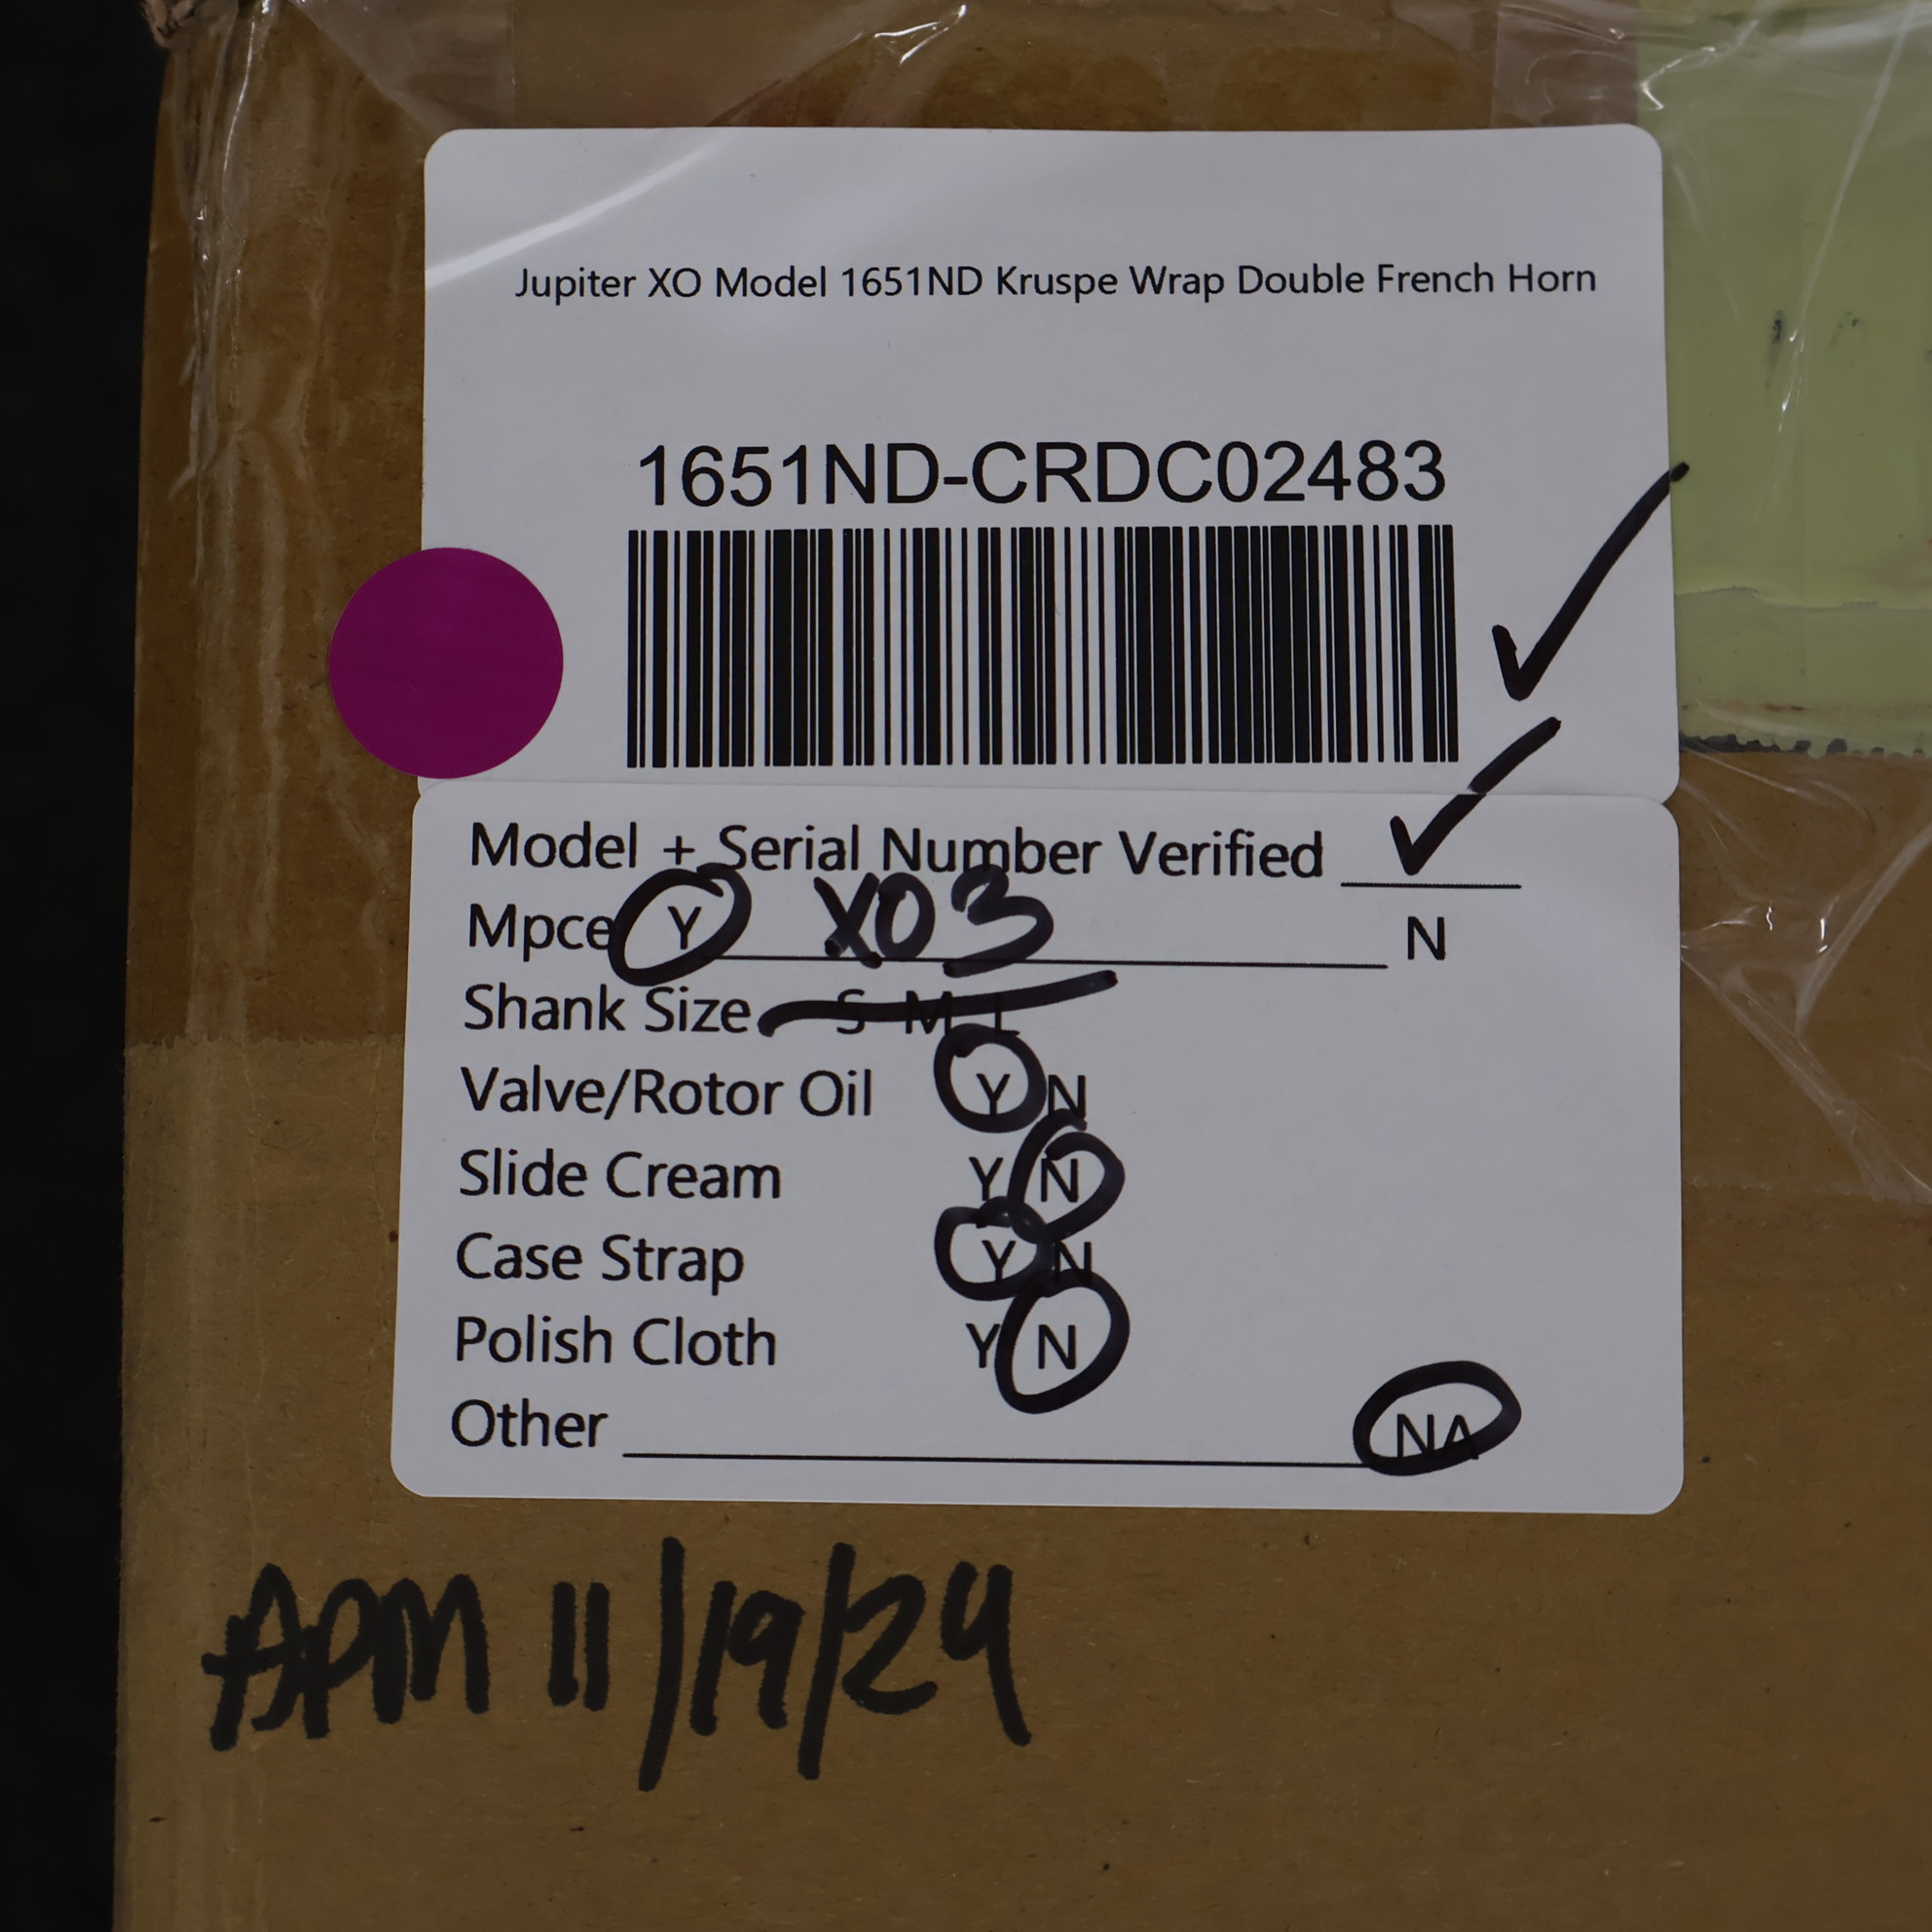 Jupiter XO Model 1651ND Kruspe Wrap Double French Horn
1651ND-CRDC02483
Model + Serial Number Verified ✓
Mpce Y XO3 N
Shank Size S M L
Valve/Rotor Oil Y N
Slide Cream Y N
Case Strap Y N
Polish Cloth Y N
Other NA
APM 11/19/24